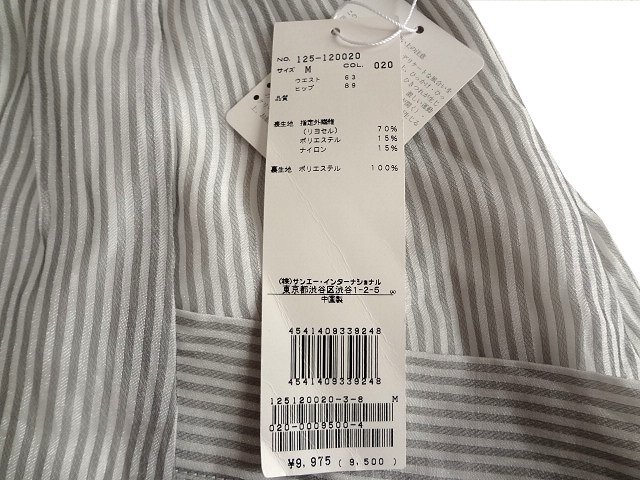 NO. 125-120020
サイズ M COL. 020
ウエスト 63
ヒップ 89
品質
表生地 指定外繊維
(リヨセル) 70%
ポリエステル 15%
ナイロン 15%
裏生地 ポリエステル 100%
(株)サンエー・インターナショナル
東京都渋谷区渋谷1-2-5
中国製
4541409339248
4541409339248
125120020-3-8 M
020-0009500-4
¥9,975 (9,500)